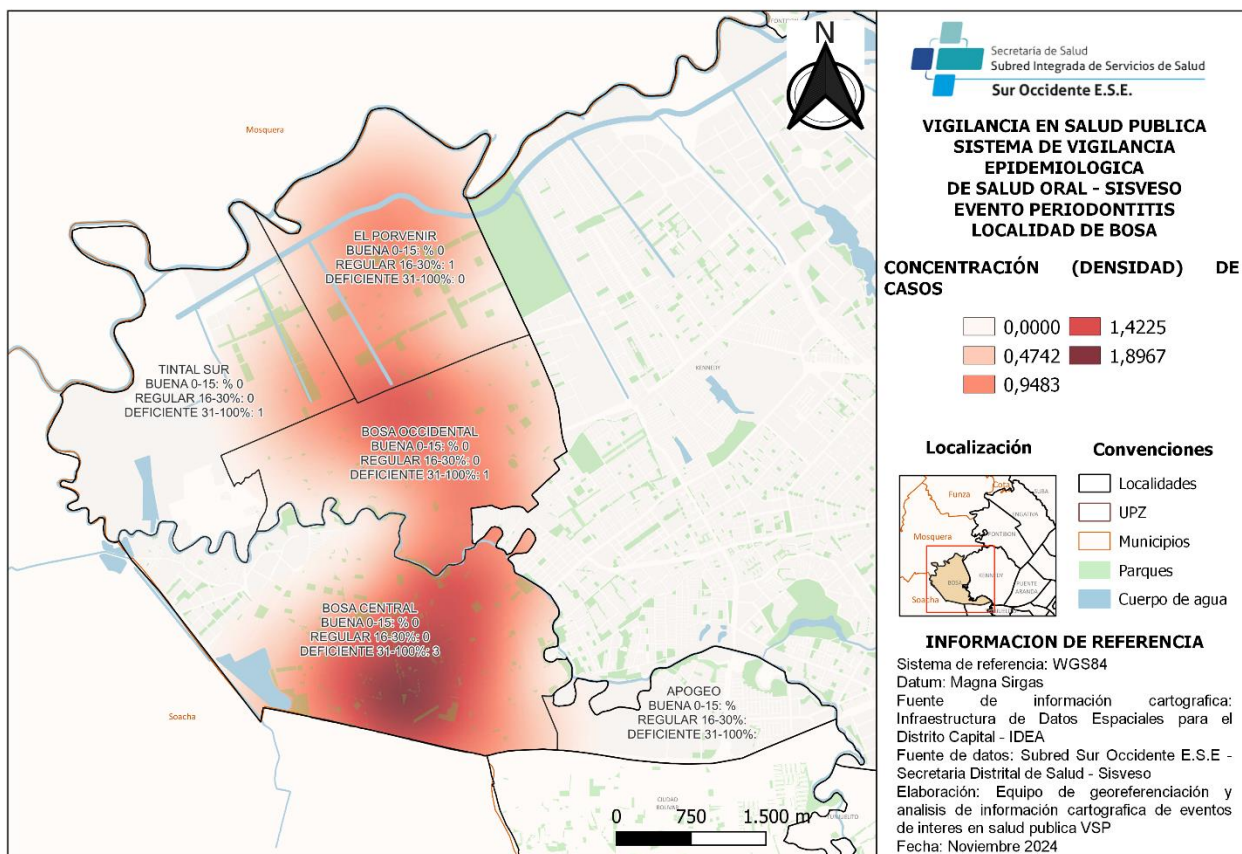 N
Mosquera
EL PORVENIR
BUENA 0-15: % 0
REGULAR 16-30%: 1
DEFICIENTE 31-100%: 0
TINTAL SUR
BUENA 0-15: % 0
REGULAR 16-30%: 0
DEFICIENTE 31-100%: 1
KENNEDY
BOSA OCCIDENTAL
BUENA 0-15: % 0
REGULAR 16-30%: 0
DEFICIENTE 31-100%: 1
BOSA CENTRAL
BUENA 0-15: % 0
REGULAR 16-30%: 0
DEFICIENTE 31-100%: 3
APOGEO
BUENA 0-15: %
REGULAR 16-30%:
DEFICIENTE 31-100%:
Soacha
CIUDAD
BOLIVAR
0 750 1.500 m
Secretaria de Salud
Subred Integrada de Servicios de Salud
Sur Occidente E.S.E.
VIGILANCIA EN SALUD PUBLICA
SISTEMA DE VIGILANCIA
EPIDEMIOLOGICA
DE SALUD ORAL - SISVESO
EVENTO PERIODONTITIS
LOCALIDAD DE BOSA
CONCENTRACIÓN (DENSIDAD) DE
CASOS
0,0000 1,4225
0,4742 1,8967
0,9483
Localización
Funza
SUBA
FONTIBON
Mosquera
KENNEDY
BOSA
PUENTE
ARANDA
Soacha
Convenciones
Localidades
UPZ
Municipios
Parques
Cuerpo de agua
INFORMACION DE REFERENCIA
Sistema de referencia: WGS84
Datum: Magna Sirgas
Fuente de información cartografica:
Infraestructura de Datos Espaciales para el
Distrito Capital - IDEA
Fuente de datos: Subred Sur Occidente E.S.E -
Secretaria Distrital de Salud - Sisveso
Elaboración: Equipo de georeferenciación y
analisis de información cartografica de eventos
de interes en salud publica VSP
Fecha: Noviembre 2024